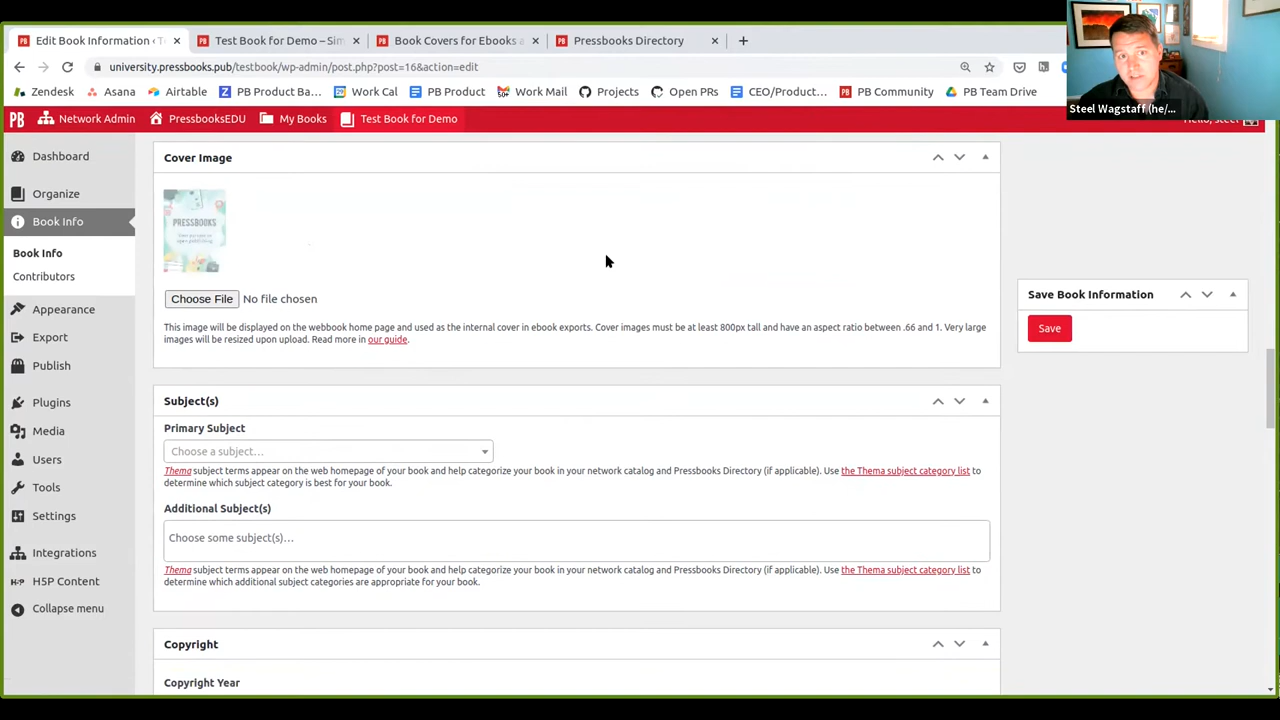 Edit Book Information ‹ T
Test Book for Demo – Sim
Book Covers for Ebooks a
Pressbooks Directory
university.pressbooks.pub/testbook/wp-admin/post.php?post=16&action=edit
Zendesk
Asana
Airtable
PB Product Ba...
Work Cal
PB Product
Work Mail
Projects
Open PRs
CEO/Product...
PB Community
PB Team Drive
Steel Wagstaff (he/...
Network Admin
PressbooksEDU
My Books
Test Book for Demo
Hello, steel
Dashboard
Organize
Book Info
Book Info
Contributors
Appearance
Export
Publish
Plugins
Media
Users
Tools
Settings
Integrations
H5P Content
Collapse menu
Cover Image
PRESSBOOKS
Choose File No file chosen
This image will be displayed on the webbook home page and used as the internal cover in ebook exports. Cover images must be at least 800px tall and have an aspect ratio between .66 and 1. Very large
images will be resized upon upload. Read more in our guide.
Subject(s)
Primary Subject
Choose a subject…
Thema subject terms appear on the web homepage of your book and help categorize your book in your network catalog and Pressbooks Directory (if applicable). Use the Thema subject category list to
determine which subject category is best for your book.
Additional Subject(s)
Choose some subject(s)…
Thema subject terms appear on the web homepage of your book and help categorize your book in your network catalog and Pressbooks Directory (if applicable). Use the Thema subject category list to
determine which additional subject categories are appropriate for your book.
Copyright
Copyright Year
Save Book Information
Save